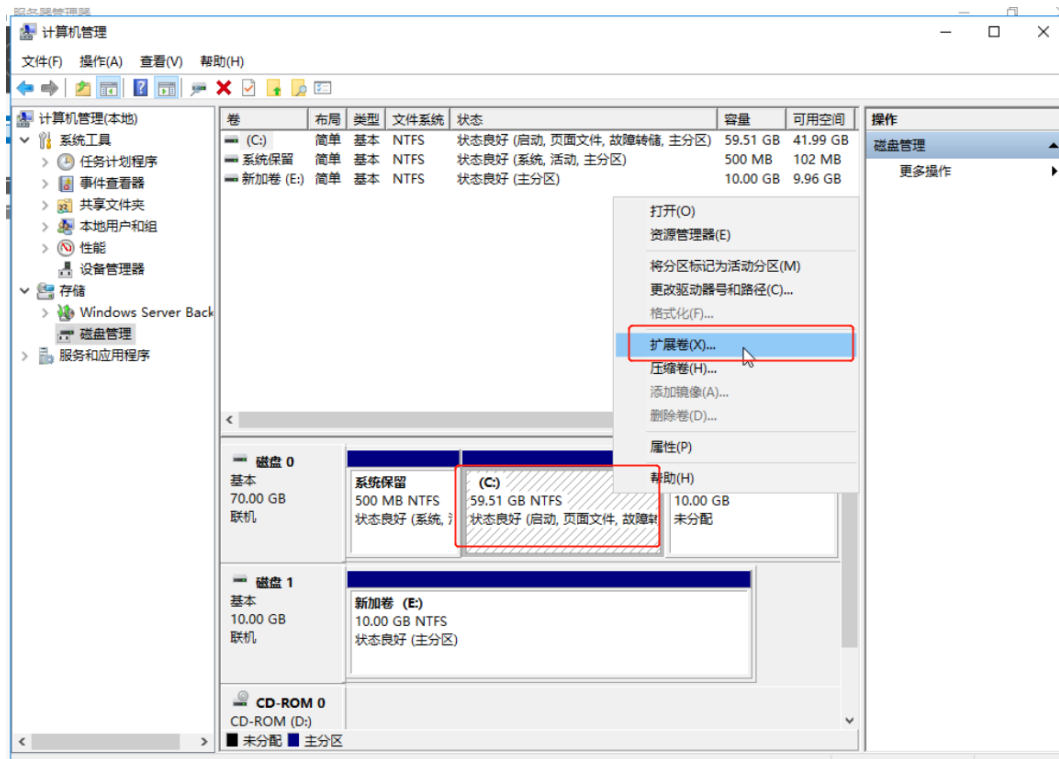 服务器管理器
计算机管理
文件(F) 操作(A) 查看(V) 帮助(H)
计算机管理(本地)
系统工具
任务计划程序
事件查看器
共享文件夹
本地用户和组
性能
设备管理器
存储
Windows Server Back
磁盘管理
服务和应用程序
卷 布局 类型 文件系统 状态 容量 可用空间
(C:) 简单 基本 NTFS 状态良好 (启动, 页面文件, 故障转储, 主分区) 59.51 GB 41.99 GB
系统保留 简单 基本 NTFS 状态良好 (系统, 活动, 主分区) 500 MB 102 MB
新加卷 (E:) 简单 基本 NTFS 状态良好 (主分区) 10.00 GB 9.96 GB
操作
磁盘管理
更多操作
打开(O)
资源管理器(E)
将分区标记为活动分区(M)
更改驱动器号和路径(C)...
格式化(F)...
扩展卷(X)...
压缩卷(H)...
添加镜像(A)...
删除卷(D)...
属性(P)
帮助(H)
磁盘 0
基本
70.00 GB
联机
系统保留
500 MB NTFS
状态良好 (系统,
(C:)
59.51 GB NTFS
状态良好 (启动, 页面文件, 故障转
10.00 GB
未分配
磁盘 1
基本
10.00 GB
联机
新加卷 (E:)
10.00 GB NTFS
状态良好 (主分区)
CD-ROM 0
CD-ROM (D:)
未分配 主分区